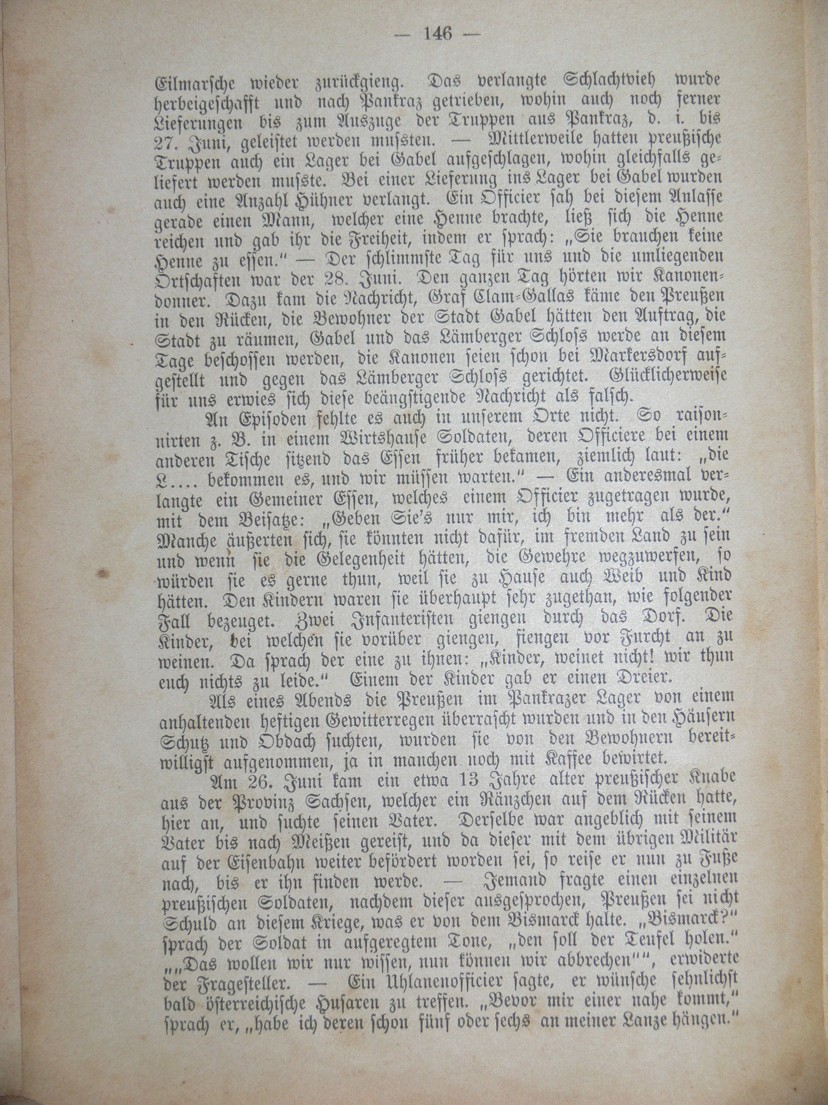 — 146 —
Eilmarsche wieder zurückgieng. Das verlangte Schlachtvieh wurde
herbeigeschafft und nach Pankraz getrieben, wohin auch noch ferner
Lieferungen bis zum Auszuge der Truppen aus Pankraz, d. i. bis
27. Juni, geleistet werden mussten. — Mittlerweile hatten preußische
Truppen auch ein Lager bei Gabel aufgeschlagen, wohin gleichfalls ge-
liefert werden musste. Bei einer Lieferung ins Lager bei Gabel wurden
auch eine Anzahl Hühner verlangt. Ein Officier sah bei diesem Anlasse
gerade einen Mann, welcher eine Henne brachte, ließ sich die Henne
reichen und gab ihr die Freiheit, indem er sprach: „Sie brauchen keine
Henne zu essen.“ — Der schlimmste Tag für uns und die umliegenden
Ortschaften war der 28. Juni. Den ganzen Tag hörten wir Kanonen-
donner. Dazu kam die Nachricht, Graf Clam-Gallas käme den Preußen
in den Rücken, die Bewohner der Stadt Gabel hätten den Auftrag, die
Stadt zu räumen, Gabel und das Lämberger Schloss werde an diesem
Tage beschossen werden, die Kanonen seien schon bei Markersdorf auf-
gestellt und gegen das Lämberger Schloss gerichtet. Glücklicherweise
für uns erwies sich diese beängstigende Nachricht als falsch.
An Episoden fehlte es auch in unserem Orte nicht. So raison-
nirten z. B. in einem Wirtshause Soldaten, deren Officiere bei einem
anderen Tische sitzend das Essen früher bekamen, ziemlich laut: „die
L.... bekommen es, und wir müssen warten.“ — Ein anderesmal ver-
langte ein Gemeiner Essen, welches einem Officier zugetragen wurde,
mit dem Beisatze: „Geben Sie's nur mir, ich bin mehr als der.“
Manche äußerten sich, sie könnten nicht dafür, im fremden Land zu sein
und wenn sie die Gelegenheit hätten, die Gewehre wegzuwerfen, so
würden sie es gerne thun, weil sie zu Hause auch Weib und Kind
hätten. Den Kindern waren sie überhaupt sehr zugethan, wie folgender
Fall bezeuget. Zwei Infanteristen giengen durch das Dorf. Die
Kinder, bei welchen sie vorüber giengen, fiengen vor Furcht an zu
weinen. Da sprach der eine zu ihnen: „Kinder, weinet nicht! wir thun
euch nichts zu leide.“ Einem der Kinder gab er einen Dreier.
Als eines Abends die Preußen im Pankrazer Lager von einem
anhaltenden heftigen Gewitterregen überrascht wurden und in den Häusern
Schutz und Obdach suchten, wurden sie von den Bewohnern bereit-
willigst aufgenommen, ja in manchen noch mit Kaffee bewirtet.
Am 26. Juni kam ein etwa 13 Jahre alter preußischer Knabe
aus der Provinz Sachsen, welcher ein Ränzchen auf dem Rücken hatte,
hier an, und suchte seinen Vater. Derselbe war angeblich mit seinem
Vater bis nach Meißen gereist, und da dieser mit dem übrigen Militär
auf der Eisenbahn weiter befördert worden sei, so reise er nun zu Fuße
nach, bis er ihn finden werde. — Jemand fragte einen einzelnen
preußischen Soldaten, nachdem dieser ausgesprochen, Preußen sei nicht
Schuld an diesem Kriege, was er von dem Bismarck halte. „Bismarck?“
sprach der Soldat in aufgeregtem Tone, „den soll der Teufel holen.“
„„Das wollen wir nur wissen, nun können wir abbrechen““, erwiderte
der Fragesteller. — Ein Uhlanenofficier sagte, er wünsche sehnlichst
bald österreichische Husaren zu treffen. „Bevor mir einer nahe kommt,“
sprach er, „habe ich deren schon fünf oder sechs an meiner Lanze hängen.“